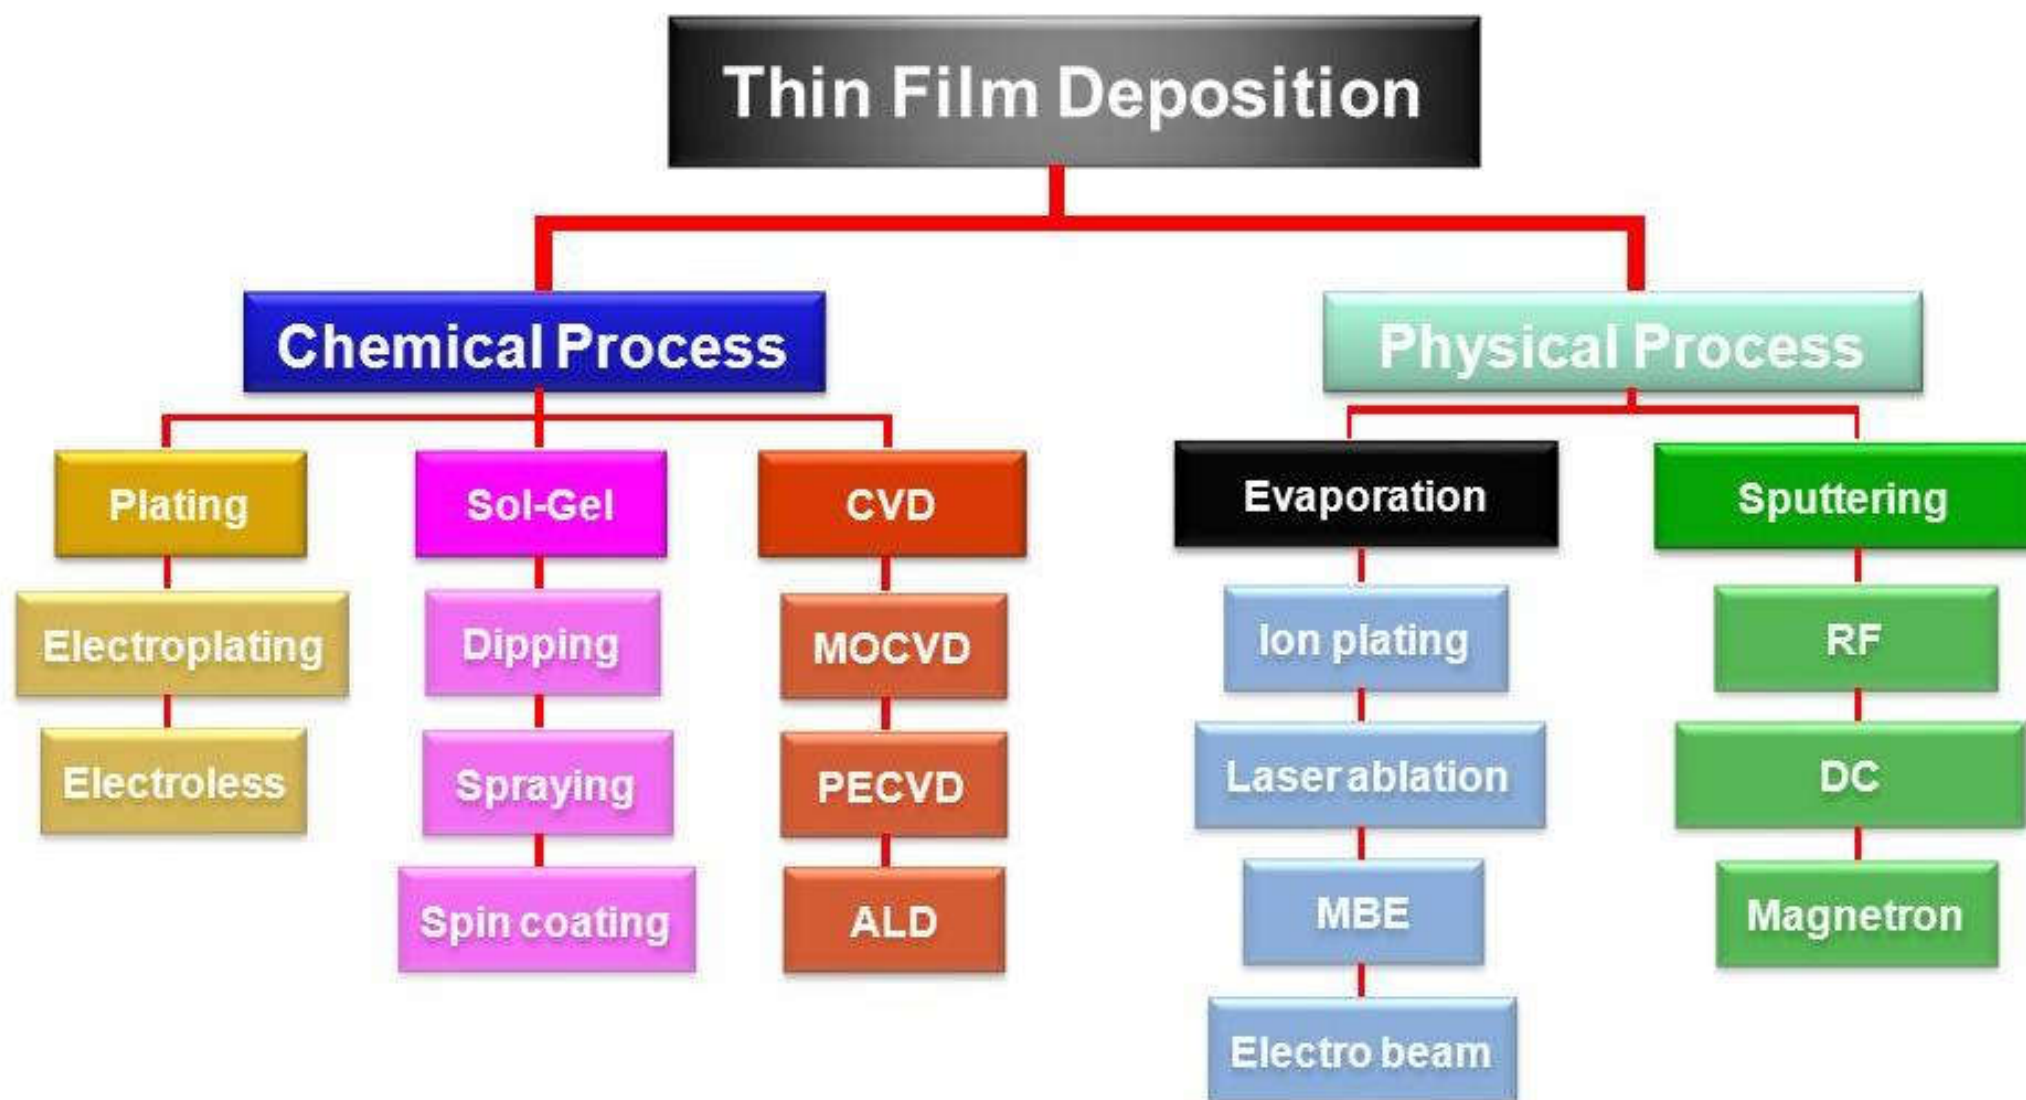 Thin Film Deposition
Chemical Process
Physical Process
Plating
Sol-Gel
CVD
Evaporation
Sputtering
Electroplating
Dipping
MOCVD
Ion plating
RF
Electroless
Spraying
PECVD
Laser ablation
DC
Spin coating
ALD
MBE
Magnetron
Electro beam